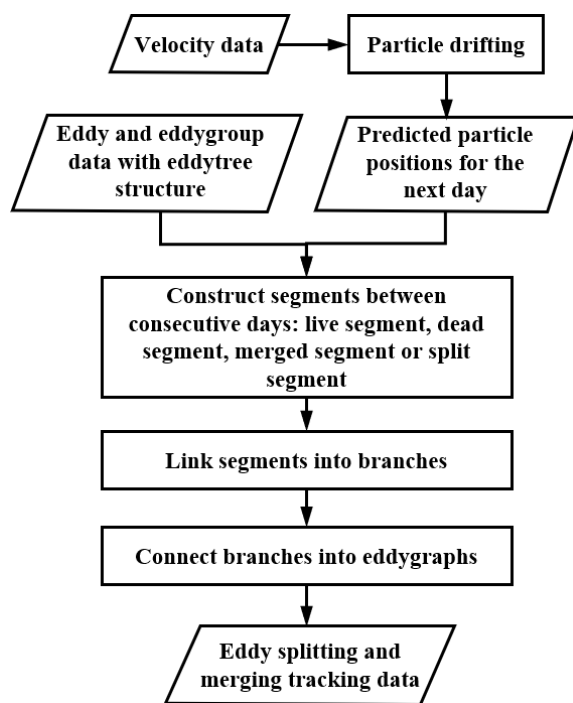 Velocity data
Particle drifting
Eddy and eddygroup
data with eddytree
structure
Predicted particle
positions for the
next day
Construct segments between
consecutive days: live segment, dead
segment, merged segment or split
segment
Link segments into branches
Connect branches into eddygraphs
Eddy splitting and
merging tracking data